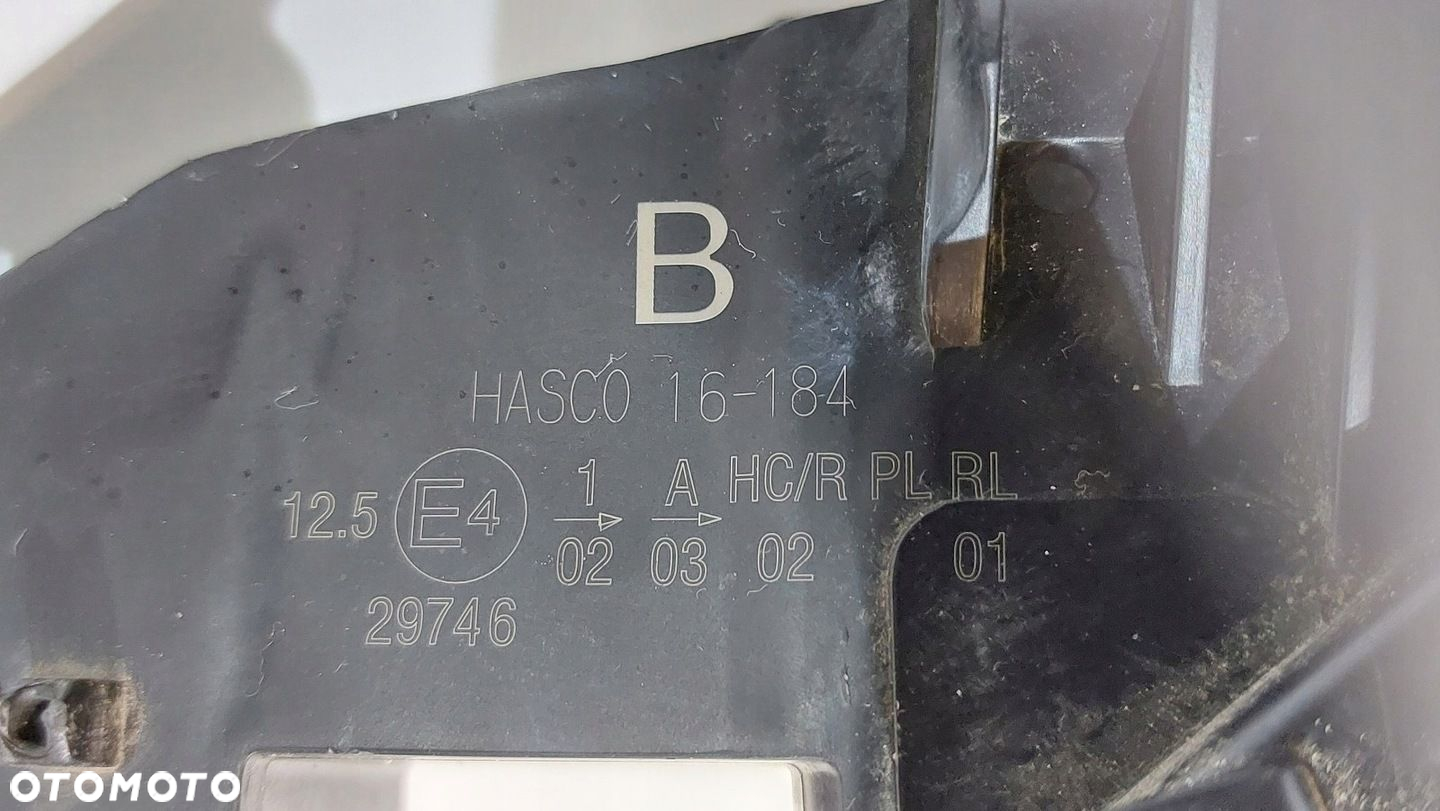 B
HASCO 16-184
12.5 E4 1 A HC/R PL RL
→ →
02 03 02 01
29746
OTOMOTO